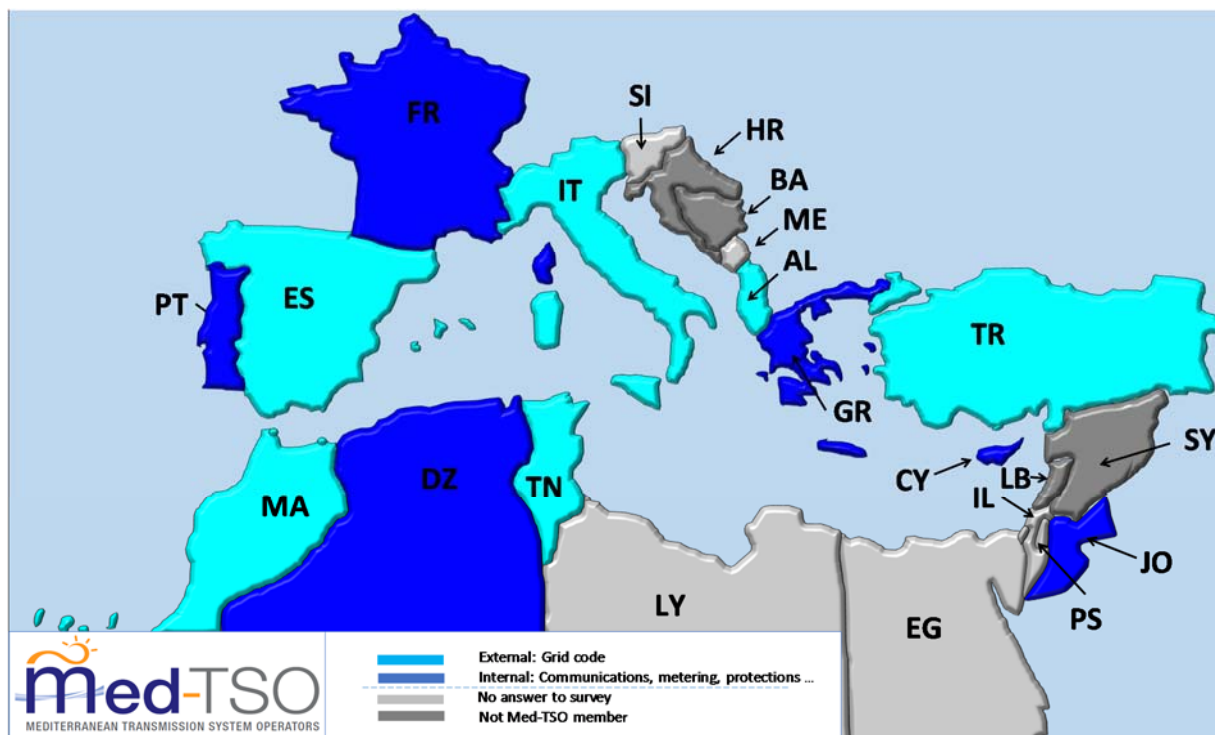 FR
SI
HR
IT
BA
ME
AL
PT
ES
TR
GR
SY
CY
LB
DZ
TN
IL
MA
JO
LY
EG
PS
Med-TSO
MEDITERRANEAN TRANSMISSION SYSTEM OPERATORS
External: Grid code
Internal: Communications, metering, protections ...
No answer to survey
Not Med-TSO member